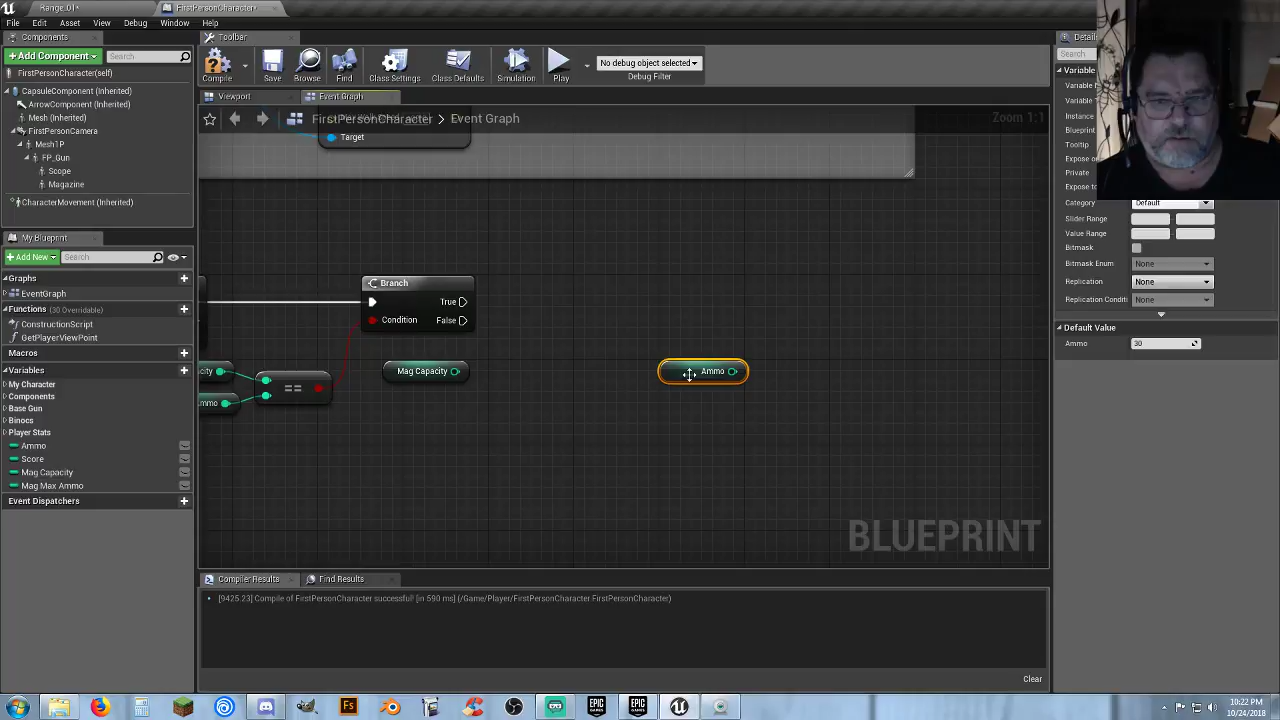 Range_01*
FirstPersonCharacter*
File Edit Asset View Debug Window Help
Components
+ Add Component
Search
FirstPersonCharacter(self)
CapsuleComponent (Inherited)
ArrowComponent (Inherited)
Mesh (Inherited)
FirstPersonCamera
Mesh1P
FP_Gun
Scope
Magazine
CharacterMovement (Inherited)
My Blueprint
+ Add New
Search
Graphs
EventGraph
Functions (30 Overridable)
ConstructionScript
GetPlayerViewPoint
Macros
Variables
My Character
Components
Base Gun
Binocs
Player Stats
Ammo
Score
Mag Capacity
Mag Max Ammo
Event Dispatchers
Toolbar
Compile Save Browse Find Class Settings Class Defaults Simulation Play
No debug object selected
Debug Filter
Viewport
Event Graph
FirstPersonCharacter > Event Graph
Zoom 1:1
Target
Branch
True
Condition False
Mag Capacity
Ammo
==
BLUEPRINT
Compiler Results
Find Results
[9425.23] Compile of FirstPersonCharacter successful! [in 590 ms] (/Game/Player/FirstPersonCharacter.FirstPersonCharacter)
Clear
Details
Search
Variable
Variable
Variable
Instance
Blueprint
Tooltip
Private
Category Default
Slider Range
Value Range
Bitmask
Bitmask Enum None
Replication None
Replication Conditi None
Default Value
Ammo 30
10:22 PM
10/24/2018